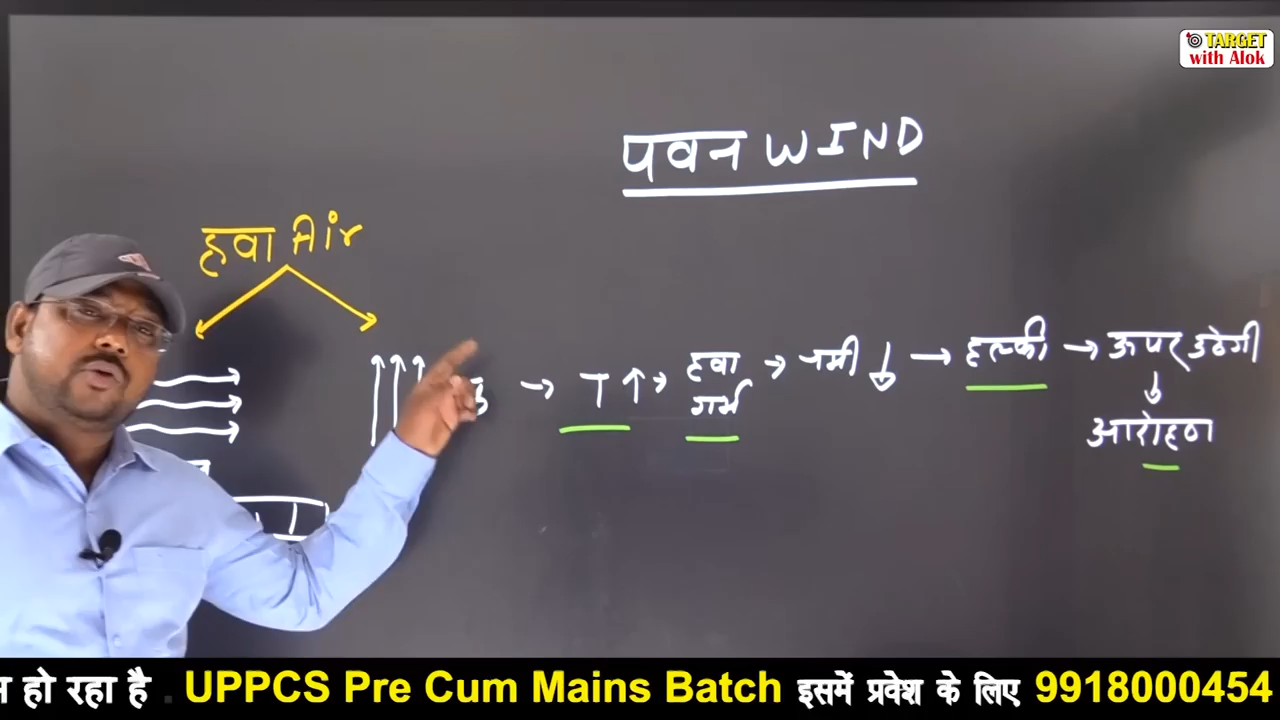 TARGET
with Alok
पवन WIND
हवा Air
→ T ↑ → हवा गर्म → नमी ↓ → हल्की → ऊपर उठेगी
↓
आरोहण
हो रहा है . UPPCS Pre Cum Mains Batch इसमें प्रवेश के लिए 9918000454